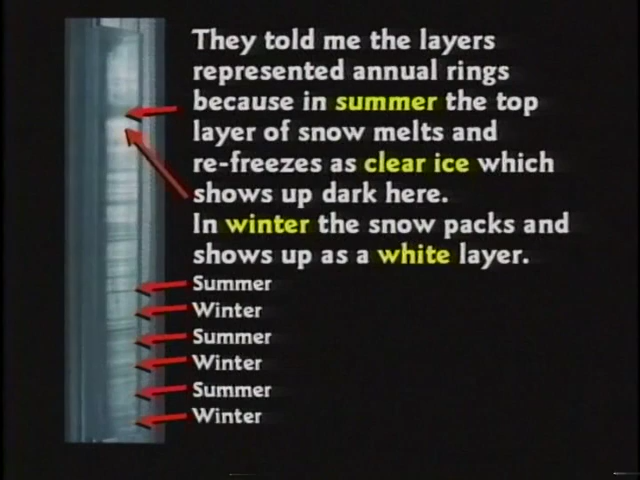 They told me the layers
represented annual rings
because in summer the top
layer of snow melts and
re-freezes as clear ice which
shows up dark here.
In winter the snow packs and
shows up as a white layer.
Summer
Winter
Summer
Winter
Summer
Winter